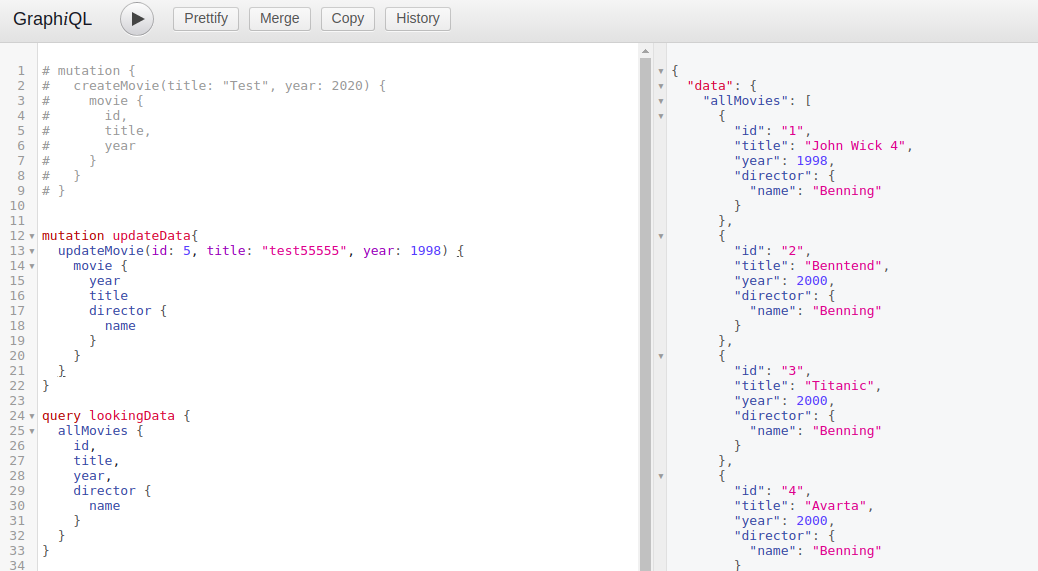 GraphiQL Prettify Merge Copy History
1 # mutation {
2 #   createMovie(title: "Test", year: 2020) {
3 #     movie {
4 #       id,
5 #       title,
6 #       year
7 #     }
8 #   }
9 # }
10
11
12 mutation updateData{
13   updateMovie(id: 5, title: "test55555", year: 1998) {
14     movie {
15       year
16       title
17       director {
18         name
19       }
20     }
21   }
22 }
23
24 query lookingData {
25   allMovies {
26     id,
27     title,
28     year,
29     director {
30       name
31     }
32   }
33 }
34
{
  "data": {
    "allMovies": [
      {
        "id": "1",
        "title": "John Wick 4",
        "year": 1998,
        "director": {
          "name": "Benning"
        }
      },
      {
        "id": "2",
        "title": "Benntend",
        "year": 2000,
        "director": {
          "name": "Benning"
        }
      },
      {
        "id": "3",
        "title": "Titanic",
        "year": 2000,
        "director": {
          "name": "Benning"
        }
      },
      {
        "id": "4",
        "title": "Avarta",
        "year": 2000,
        "director": {
          "name": "Benning"
        }